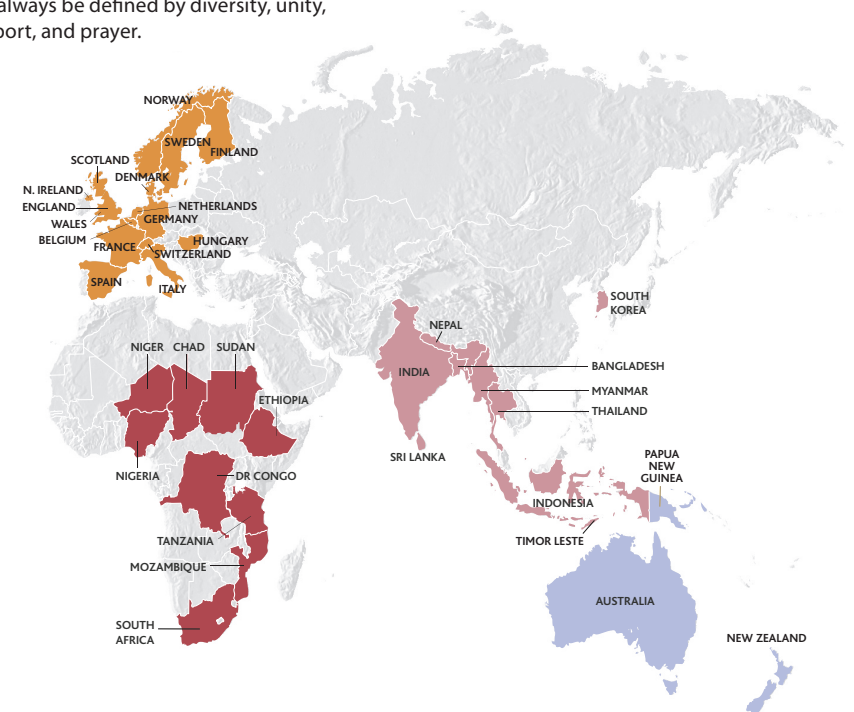 always be defined by diversity, unity,
port, and prayer.
NORWAY
SWEDEN
FINLAND
SCOTLAND
DENMARK
N. IRELAND
NETHERLANDS
ENGLAND
GERMANY
WALES
BELGIUM
HUNGARY
FRANCE
SWITZERLAND
SPAIN
ITALY
SOUTH
KOREA
NEPAL
NIGER
CHAD
SUDAN
BANGLADESH
INDIA
MYANMAR
ETHIOPIA
THAILAND
SRI LANKA
PAPUA
NEW
GUINEA
NIGERIA
DR CONGO
INDONESIA
TANZANIA
TIMOR LESTE
MOZAMBIQUE
AUSTRALIA
SOUTH
AFRICA
NEW ZEALAND